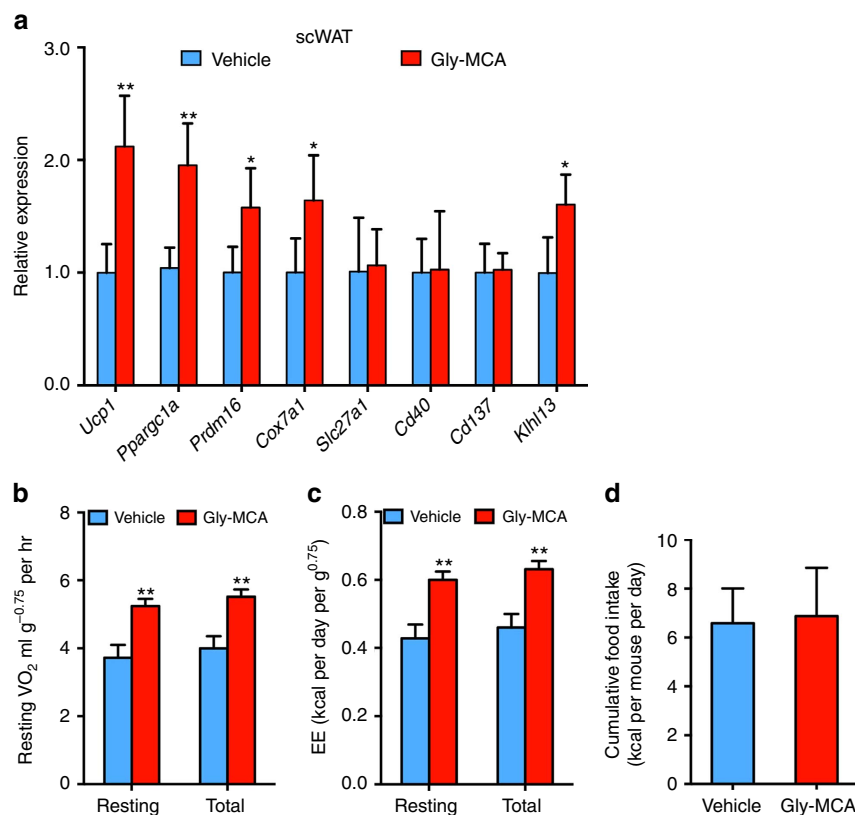 a
scWAT
Vehicle
Gly-MCA
Relative expression
3.0
2.0
1.0
0.0
** ** * * *
Ucp1 Ppargc1a Prdm16 Cox7a1 Slc27a1 Cd40 Cd137 Klhl13
b
Vehicle Gly-MCA
Resting VO₂ ml g⁻⁰·⁷⁵ per hr
8
6
4
2
0
** **
Resting Total
c
Vehicle Gly-MCA
EE (kcal per day per g⁰·⁷⁵)
0.8
0.6
0.4
0.2
0.0
** **
Resting Total
d
Cumulative food intake
(kcal per mouse per day)
10
8
6
4
2
0
Vehicle Gly-MCA